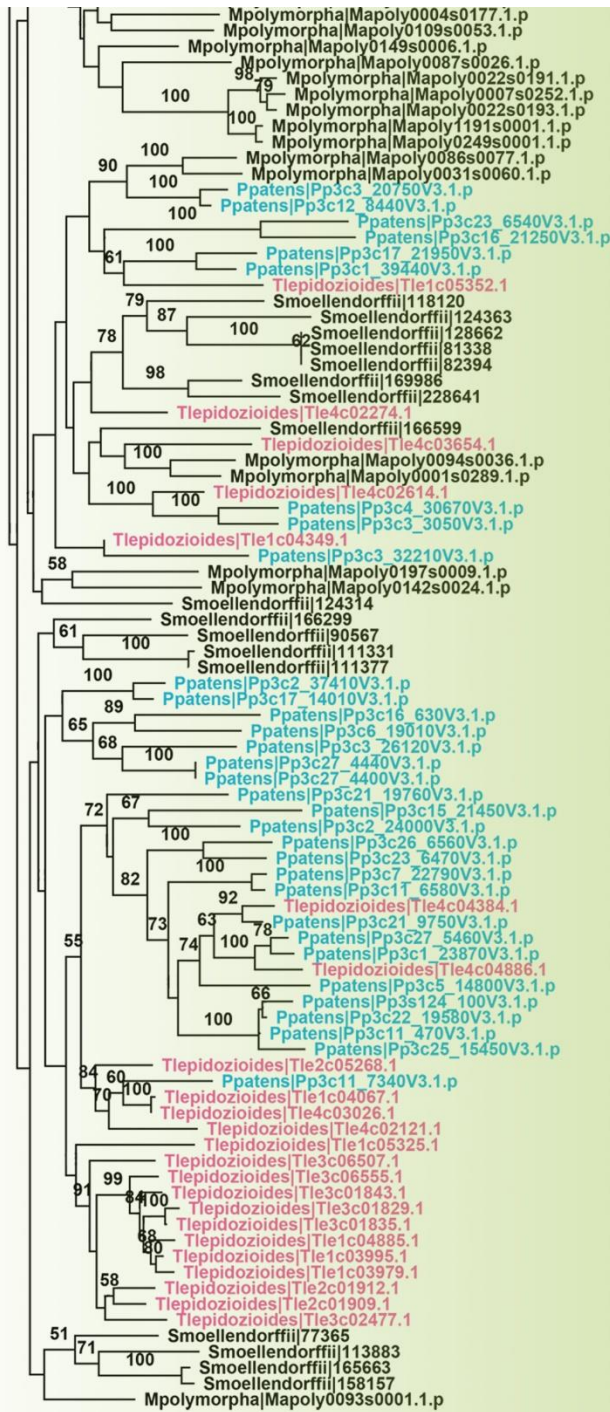 Mpolymorpha|Mapoly0004s0177.1.p
Mpolymorpha|Mapoly0109s0053.1.p
Mpolymorpha|Mapoly0149s0006.1.p
Mpolymorpha|Mapoly0087s0026.1.p
98 Mpolymorpha|Mapoly0022s0191.1.p
100 79 Mpolymorpha|Mapoly0007s0252.1.p
Mpolymorpha|Mapoly0022s0193.1.p
100 Mpolymorpha|Mapoly1191s0001.1.p
Mpolymorpha|Mapoly0249s0001.1.p
90 100 Mpolymorpha|Mapoly0086s0077.1.p
Mpolymorpha|Mapoly0031s0060.1.p
100 Ppatens|Pp3c3_20750V3.1.p
100 Ppatens|Pp3c12_8440V3.1.p
Ppatens|Pp3c23_6540V3.1.p
100 Ppatens|Pp3c16_21250V3.1.p
61 Ppatens|Pp3c17_21950V3.1.p
100 Ppatens|Pp3c1_39440V3.1.p
Tlepidozioides|Tle1c05352.1
79 Smoellendorffii|118120
87 Smoellendorffii|124363
78 100 62 Smoellendorffii|128662
Smoellendorffii|81338
Smoellendorffii|82394
98 Smoellendorffii|169986
Smoellendorffii|228641
Tlepidozioides|Tle4c02274.1
Smoellendorffii|166599
Tlepidozioides|Tle4c03654.1
100 Mpolymorpha|Mapoly0094s0036.1.p
100 Mpolymorpha|Mapoly0001s0289.1.p
100 100 Tlepidozioides|Tle4c02614.1
Ppatens|Pp3c4_30670V3.1.p
Ppatens|Pp3c3_3050V3.1.p
Tlepidozioides|Tle1c04349.1
Ppatens|Pp3c3_32210V3.1.p
58 Mpolymorpha|Mapoly0197s0009.1.p
Mpolymorpha|Mapoly0142s0024.1.p
Smoellendorffii|124314
Smoellendorffii|166299
61 Smoellendorffii|90567
100 Smoellendorffii|111331
Smoellendorffii|111377
100 Ppatens|Pp3c2_37410V3.1.p
Ppatens|Pp3c17_14010V3.1.p
89 Ppatens|Pp3c16_630V3.1.p
65 Ppatens|Pp3c6_19010V3.1.p
68 Ppatens|Pp3c3_26120V3.1.p
100 Ppatens|Pp3c27_4440V3.1.p
Ppatens|Pp3c27_4400V3.1.p
72 Ppatens|Pp3c21_19760V3.1.p
67 Ppatens|Pp3c15_21450V3.1.p
100 Ppatens|Pp3c2_24000V3.1.p
Ppatens|Pp3c26_6560V3.1.p
82 100 Ppatens|Pp3c23_6470V3.1.p
Ppatens|Pp3c7_22790V3.1.p
Ppatens|Pp3c11_6580V3.1.p
92 Tlepidozioides|Tle4c04384.1
73 63 Ppatens|Pp3c21_9750V3.1.p
55 74 100 78 Ppatens|Pp3c27_5460V3.1.p
Ppatens|Pp3c1_23870V3.1.p
Tlepidozioides|Tle4c04886.1
Ppatens|Pp3c5_14800V3.1.p
66 Ppatens|Pp3s124_100V3.1.p
Ppatens|Pp3c22_19580V3.1.p
100 Ppatens|Pp3c11_470V3.1.p
Ppatens|Pp3c25_15450V3.1.p
84 Tlepidozioides|Tle2c05268.1
60 Ppatens|Pp3c11_7340V3.1.p
70 100 Tlepidozioides|Tle1c04067.1
Tlepidozioides|Tle4c03026.1
Tlepidozioides|Tle4c02121.1
Tlepidozioides|Tle1c05325.1
Tlepidozioides|Tle3c06507.1
99 Tlepidozioides|Tle3c06555.1
91 84 Tlepidozioides|Tle3c01843.1
100 Tlepidozioides|Tle3c01829.1
Tlepidozioides|Tle3c01835.1
68 Tlepidozioides|Tle1c04885.1
80 Tlepidozioides|Tle1c03995.1
Tlepidozioides|Tle1c03979.1
58 Tlepidozioides|Tle2c01912.1
Tlepidozioides|Tle2c01909.1
Tlepidozioides|Tle3c02477.1
51 Smoellendorffii|77365
71 Smoellendorffii|113883
100 Smoellendorffii|165663
Smoellendorffii|158157
Mpolymorpha|Mapoly0093s0001.1.p